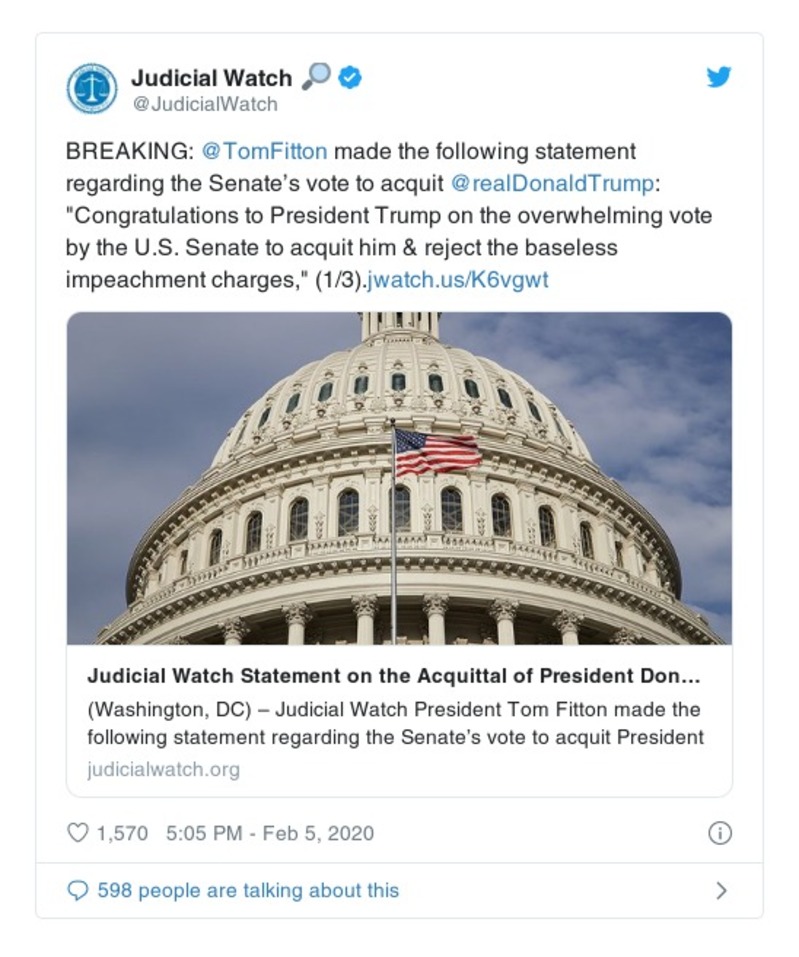 Judicial Watch 🔎
@JudicialWatch
BREAKING: @TomFitton made the following statement
regarding the Senate’s vote to acquit @realDonaldTrump:
"Congratulations to President Trump on the overwhelming vote
by the U.S. Senate to acquit him & reject the baseless
impeachment charges," (1/3).jwatch.us/K6vgwt
Judicial Watch Statement on the Acquittal of President Don...
(Washington, DC) – Judicial Watch President Tom Fitton made the
following statement regarding the Senate’s vote to acquit President
judicialwatch.org
1,570 5:05 PM - Feb 5, 2020
598 people are talking about this